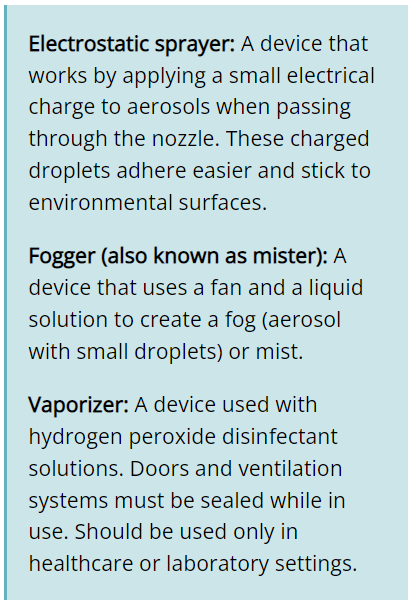 Electrostatic sprayer: A device that
works by applying a small electrical
charge to aerosols when passing
through the nozzle. These charged
droplets adhere easier and stick to
environmental surfaces.
Fogger (also known as mister): A
device that uses a fan and a liquid
solution to create a fog (aerosol
with small droplets) or mist.
Vaporizer: A device used with
hydrogen peroxide disinfectant
solutions. Doors and ventilation
systems must be sealed while in
use. Should be used only in
healthcare or laboratory settings.